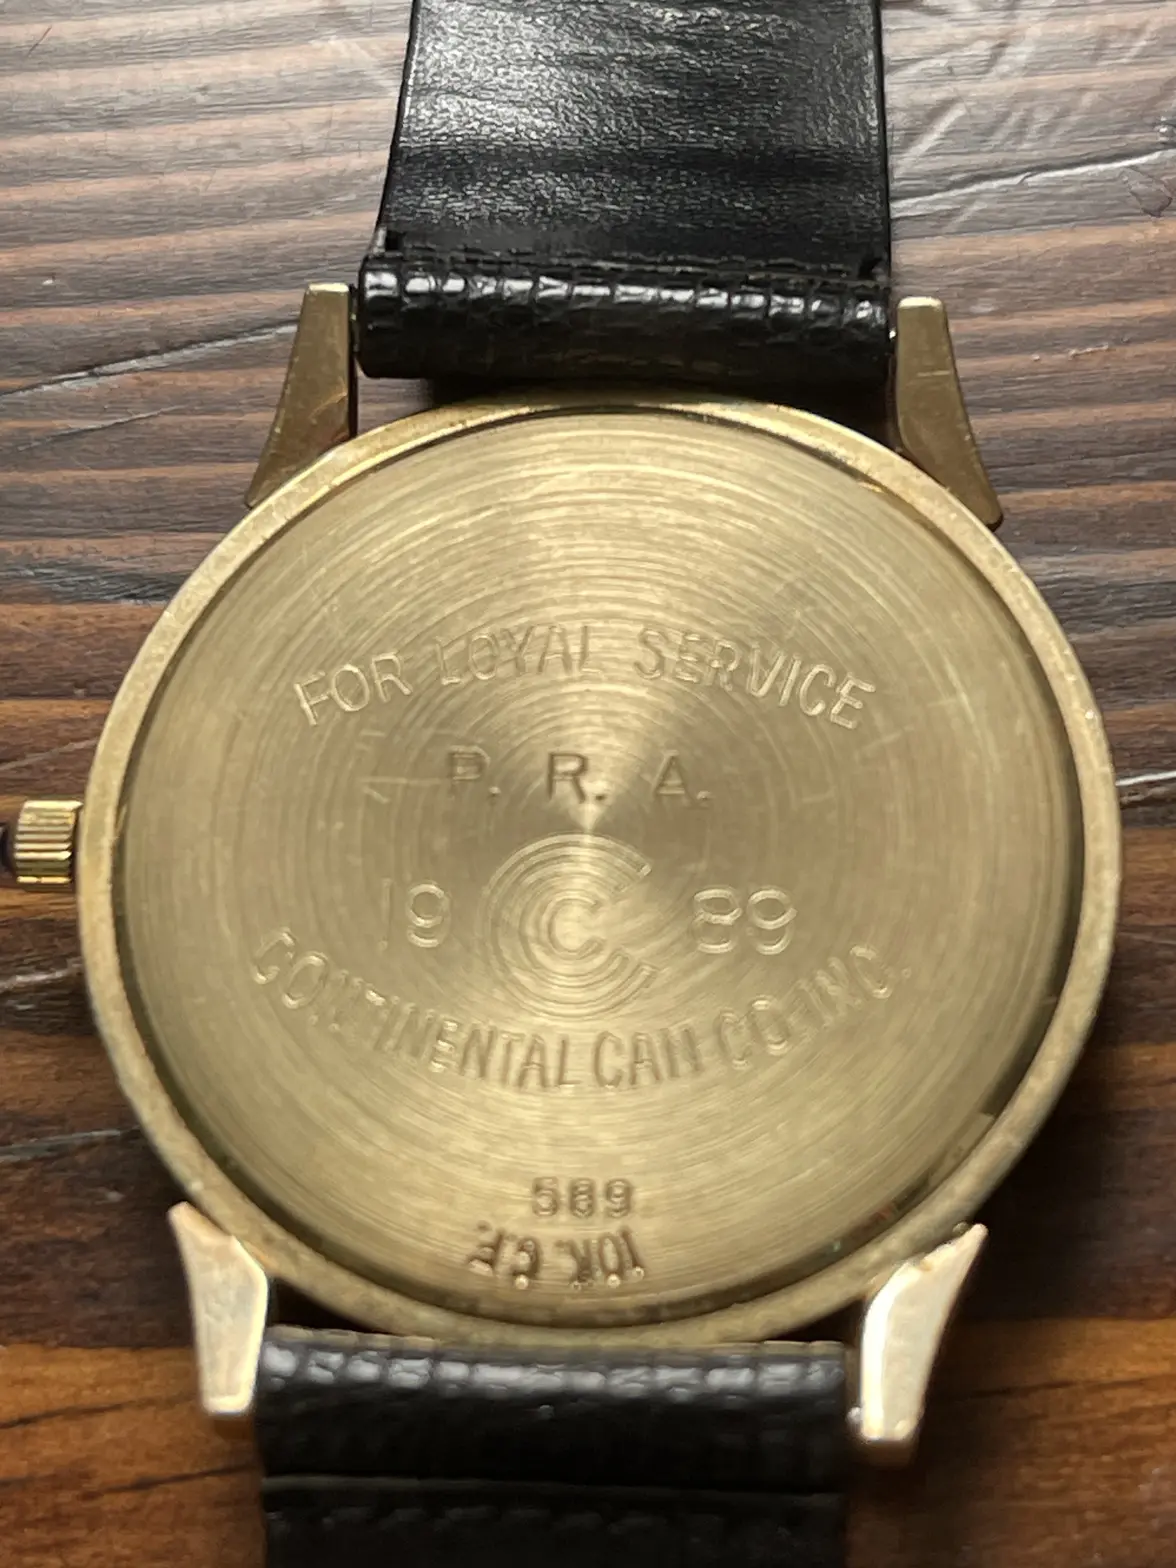 FOR LOYAL SERVICE
P. R. A.
19 C 89
CONTINENTAL CAN CO. INC.
589
10K. G.F.